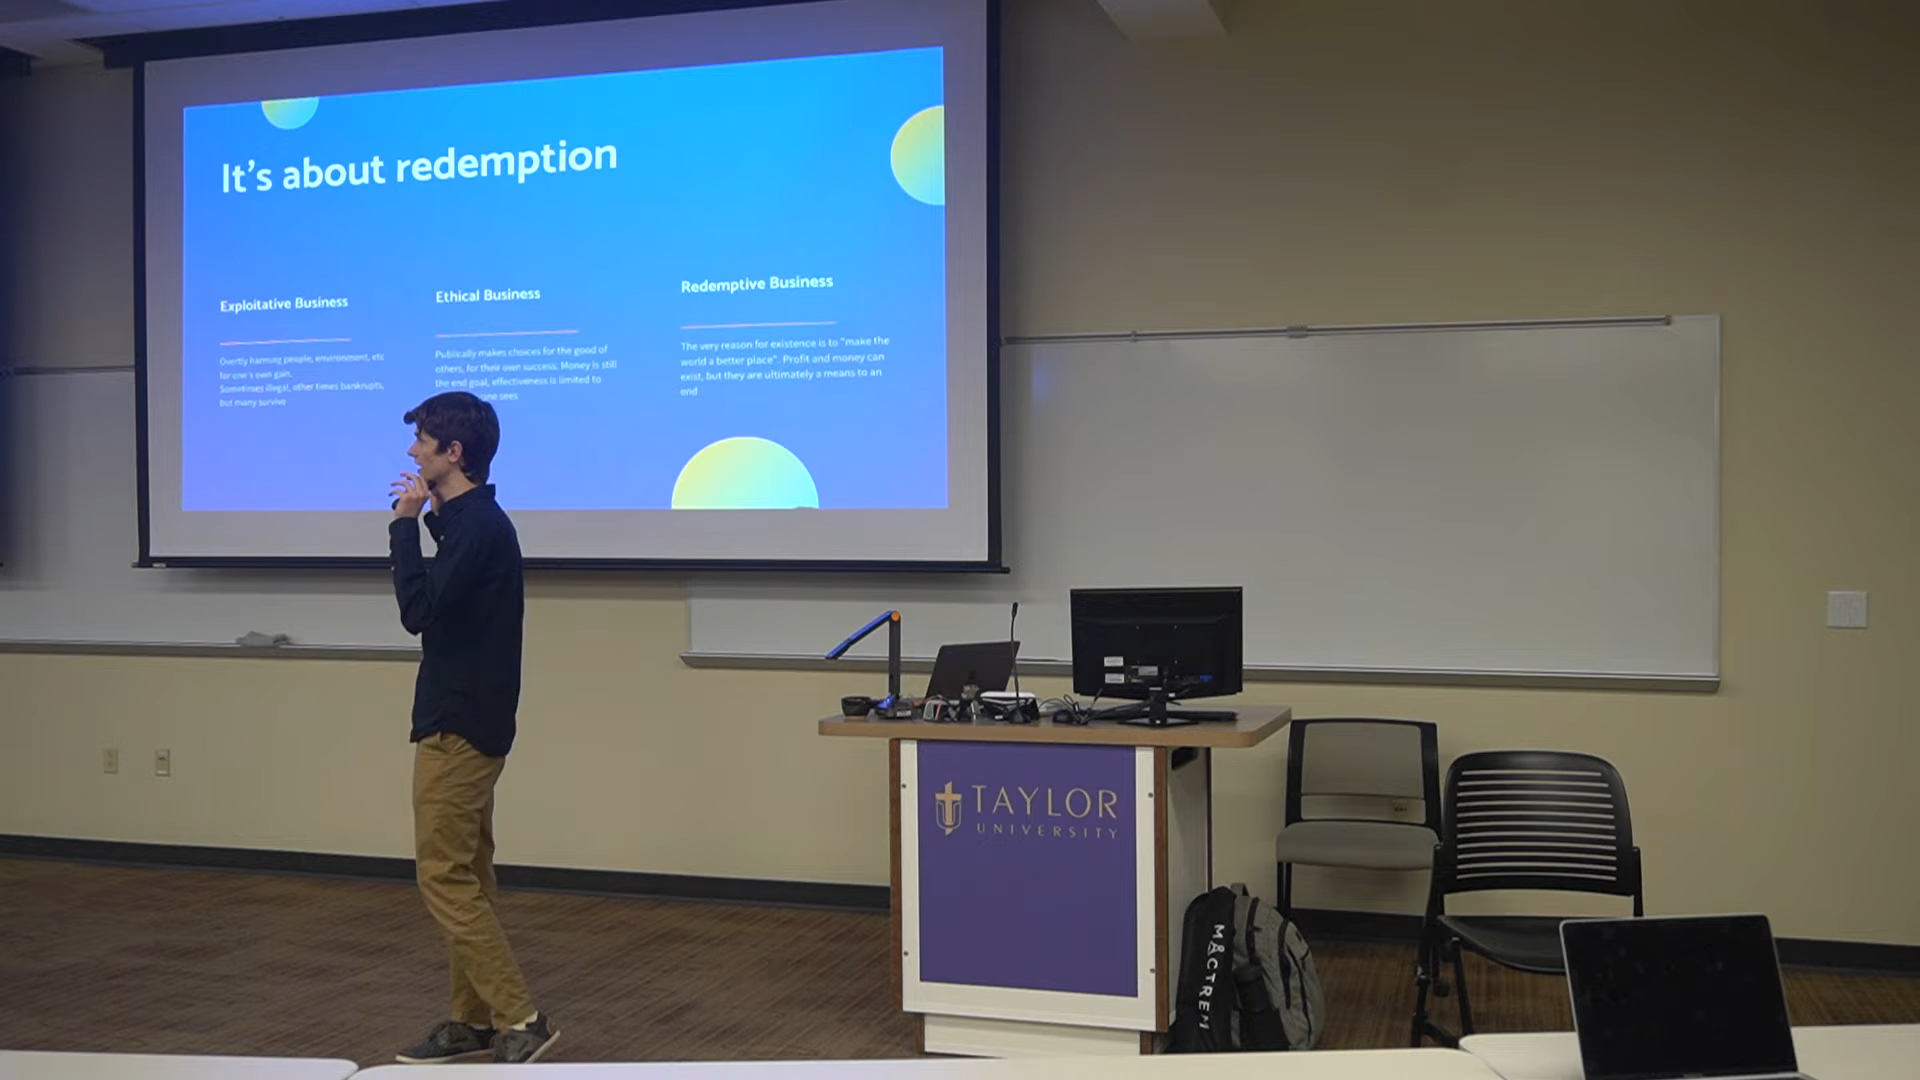 It's about redemption
Exploitative Business
Overtly harming people, environment, etc
for one's own gain.
Sometimes illegal, other times bankrupts,
but many survive
Ethical Business
Publically makes choices for the good of
others, for their own success. Money is still
the end goal, effectiveness is limited to
sees
Redemptive Business
The very reason for existence is to "make the
world a better place". Profit and money can
exist, but they are ultimately a means to an
end
TAYLOR
UNIVERSITY